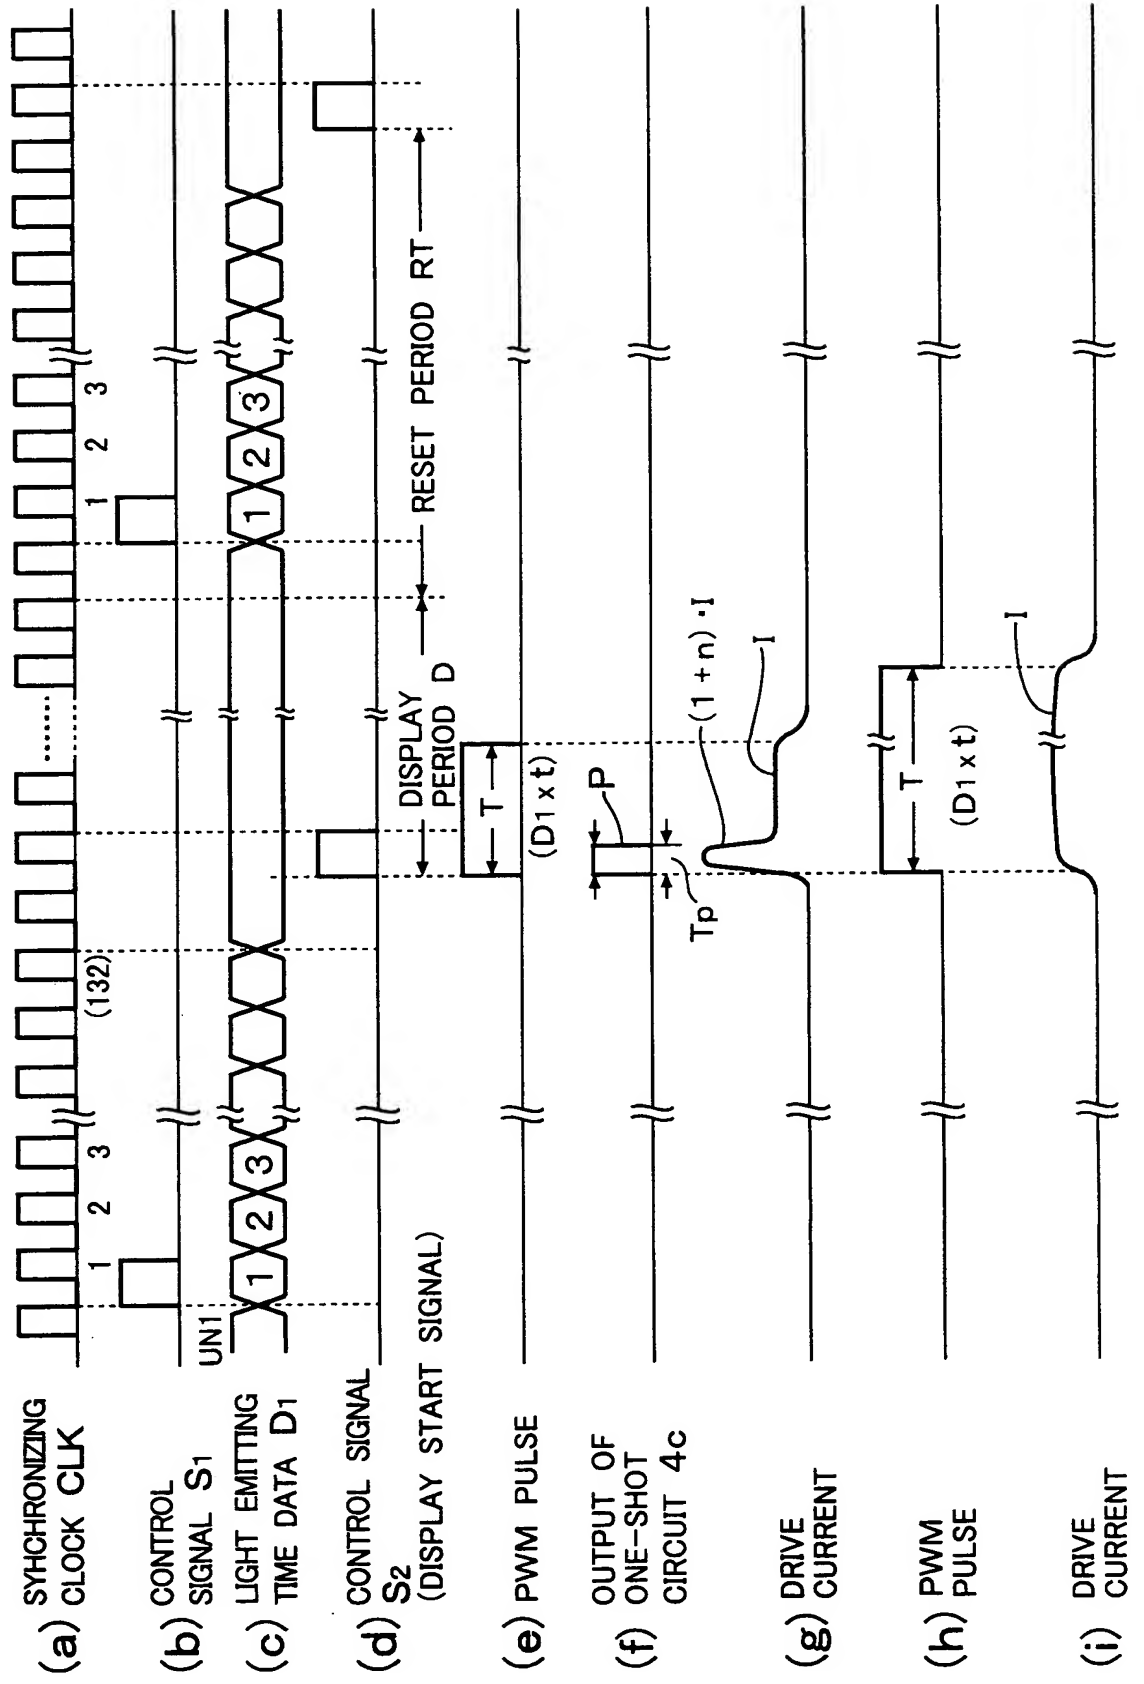 (a) SYHCHRONIZING
CLOCK CLK
1 2 3 (132) 1 2 3
(b) CONTROL
SIGNAL S1
(c) LIGHT EMITTING
TIME DATA D1
UN1
1 2 3 1 2 3
(d) CONTROL SIGNAL
S2
(DISPLAY START SIGNAL)
DISPLAY
PERIOD D
RESET PERIOD RT
(e) PWM PULSE
T
(D1 x t)
(f) OUTPUT OF
ONE-SHOT
CIRCUIT 4c
P
Tp
(g) DRIVE
CURRENT
(1+n)·I
I
(h) PWM
PULSE
T
(D1 x t)
(i) DRIVE
CURRENT
I